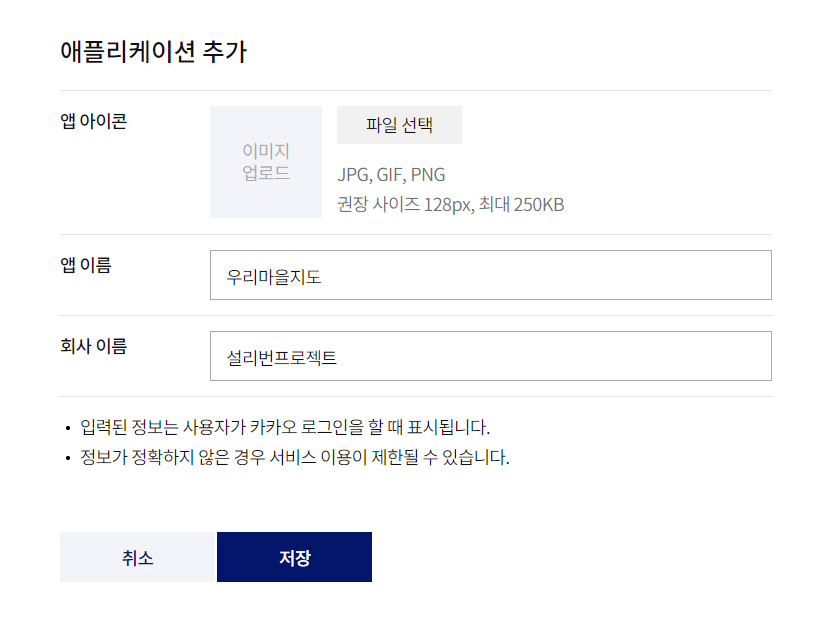 애플리케이션 추가
앱 아이콘
이미지
업로드
파일 선택
JPG, GIF, PNG
권장 사이즈 128px, 최대 250KB
앱 이름
우리마을지도
회사 이름
설리번프로젝트
• 입력된 정보는 사용자가 카카오 로그인을 할 때 표시됩니다.
• 정보가 정확하지 않은 경우 서비스 이용이 제한될 수 있습니다.
취소
저장